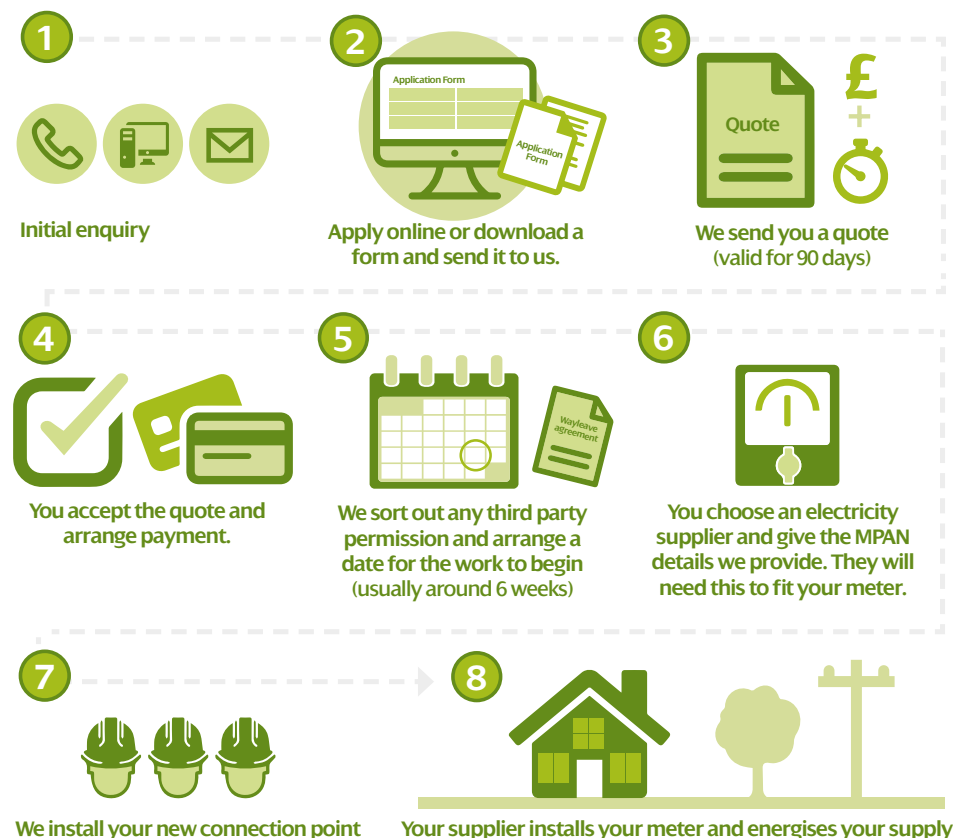 1
Initial enquiry
2
Application Form
Application
Form
Apply online or download a
form and send it to us.
3
Quote
£
+
We send you a quote
(valid for 90 days)
4
You accept the quote and
arrange payment.
5
Wayleave
agreement
We sort out any third party
permission and arrange a
date for the work to begin
(usually around 6 weeks)
6
You choose an electricity
supplier and give the MPAN
details we provide. They will
need this to fit your meter.
7
We install your new connection point
8
Your supplier installs your meter and energises your supply